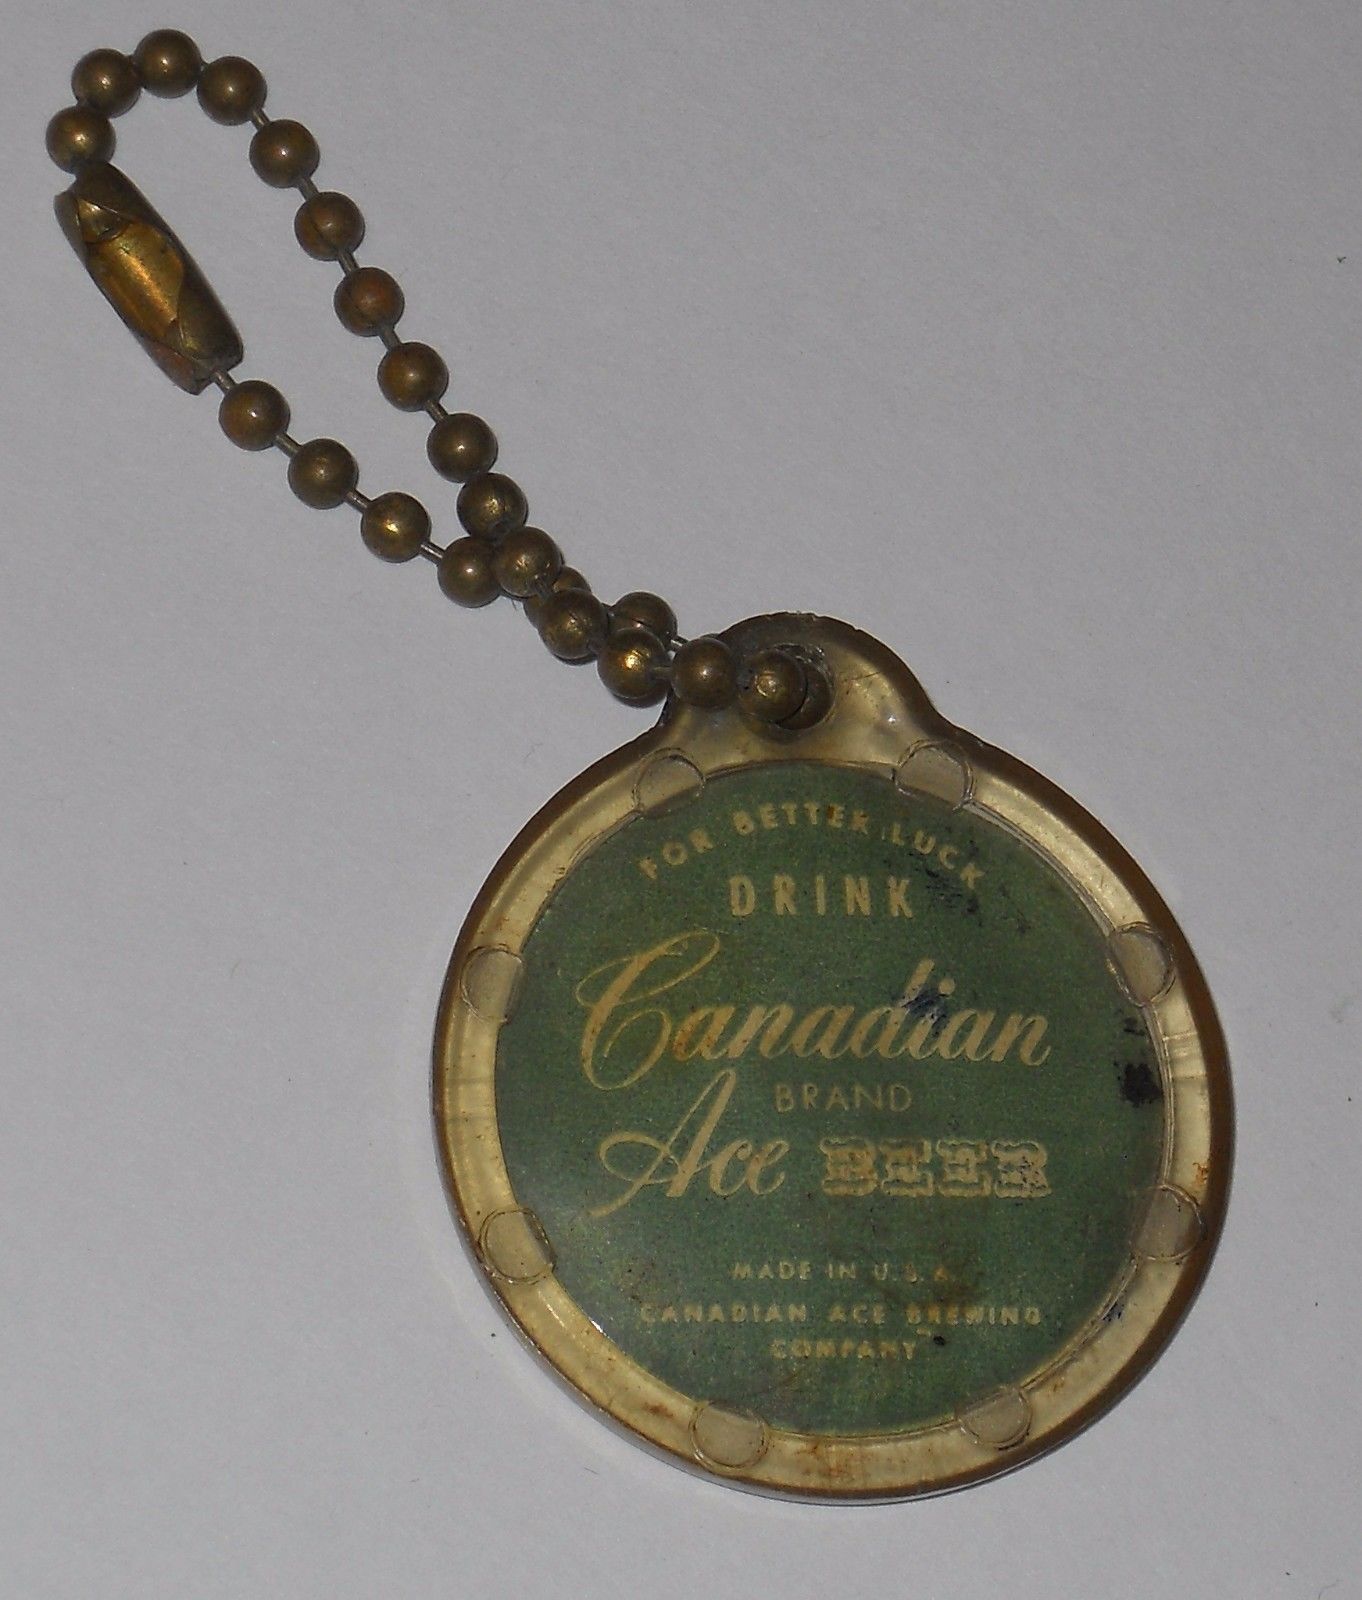 FOR BETTER LUCK
DRINK
Canadian
BRAND
Ace BEER
MADE IN U.S.A.
CANADIAN ACE BREWING
COMPANY